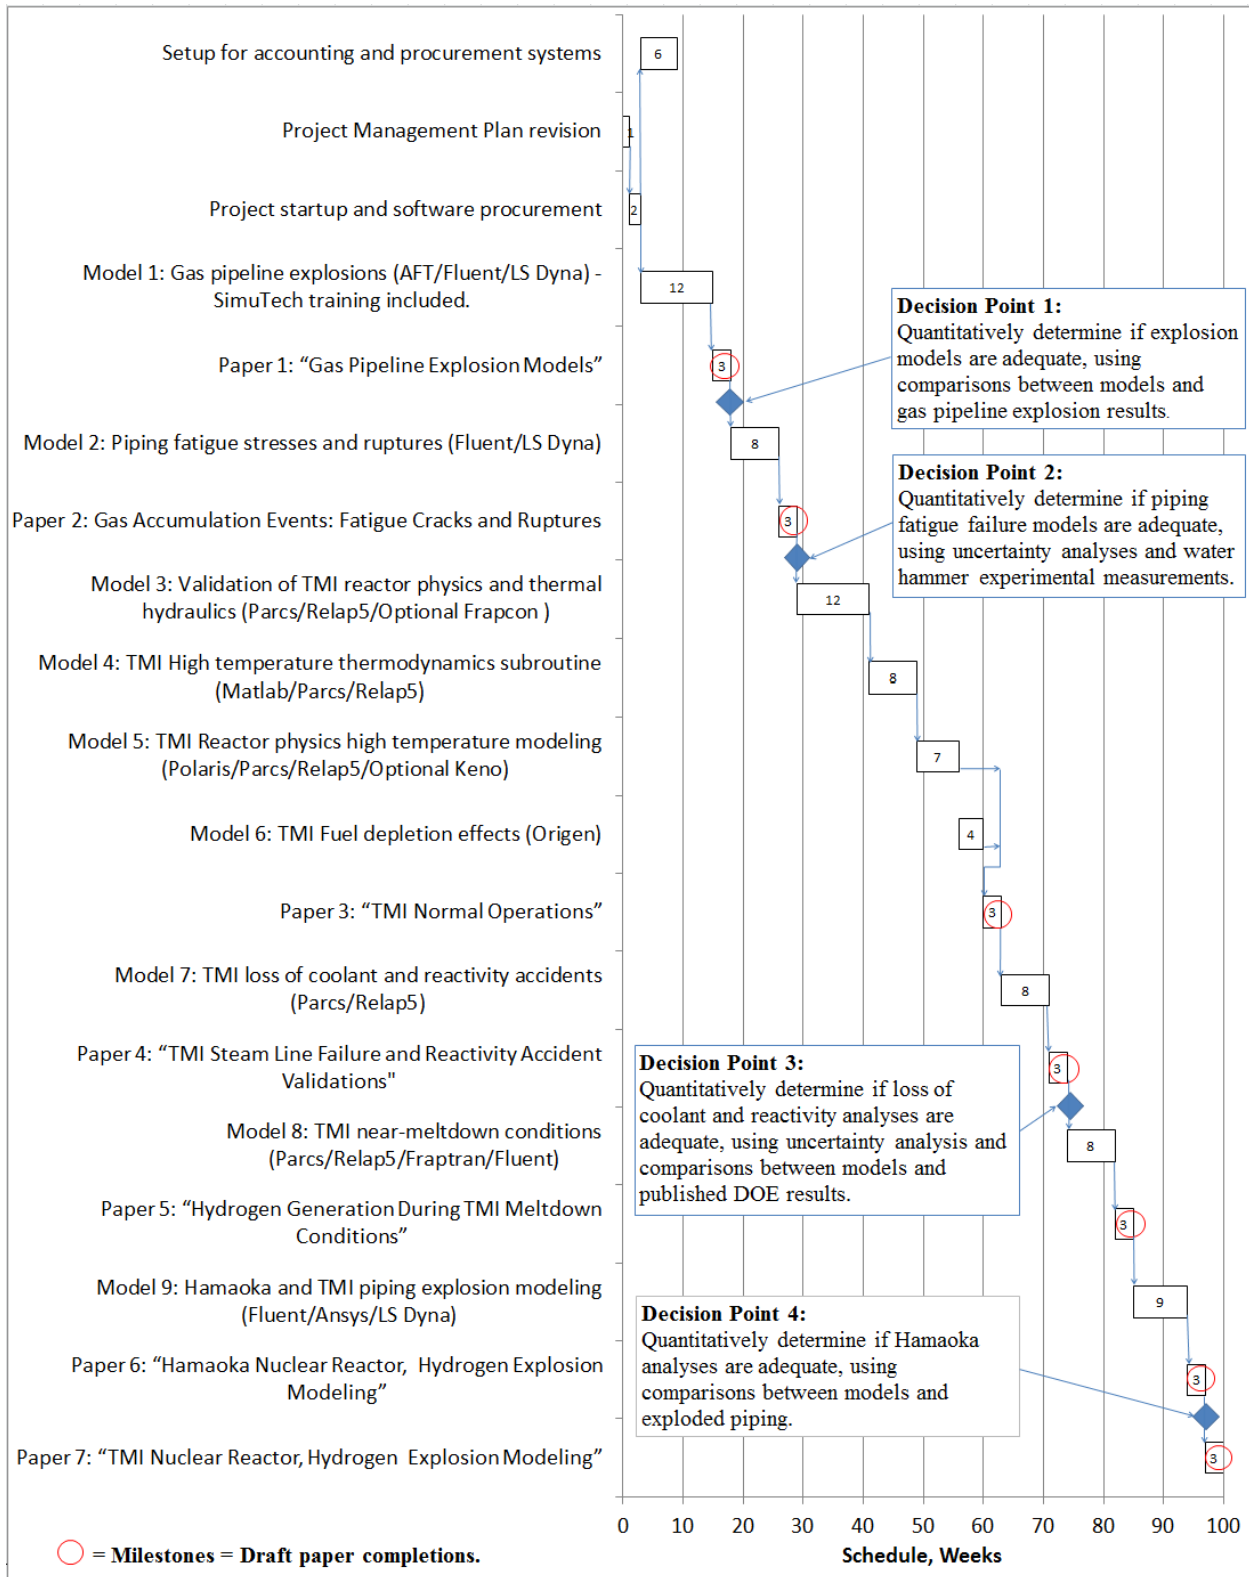 Setup for accounting and procurement systems
6
Project Management Plan revision
1
Project startup and software procurement
2
Model 1: Gas pipeline explosions (AFT/Fluent/LS Dyna) -
SimuTech training included.
12
Decision Point 1:
Quantitatively determine if explosion
models are adequate, using
comparisons between models and
gas pipeline explosion results.
Paper 1: “Gas Pipeline Explosion Models”
3
Model 2: Piping fatigue stresses and ruptures (Fluent/LS Dyna)
8
Decision Point 2:
Quantitatively determine if piping
fatigue failure models are adequate,
using uncertainty analyses and water
hammer experimental measurements.
Paper 2: Gas Accumulation Events: Fatigue Cracks and Ruptures
3
Model 3: Validation of TMI reactor physics and thermal
hydraulics (Parcs/Relap5/Optional Frapcon )
12
Model 4: TMI High temperature thermodynamics subroutine
(Matlab/Parcs/Relap5)
8
Model 5: TMI Reactor physics high temperature modeling
(Polaris/Parcs/Relap5/Optional Keno)
7
Model 6: TMI Fuel depletion effects (Origen)
4
Paper 3: “TMI Normal Operations”
3
Model 7: TMI loss of coolant and reactivity accidents
(Parcs/Relap5)
8
Paper 4: “TMI Steam Line Failure and Reactivity Accident
Validations"
3
Decision Point 3:
Quantitatively determine if loss of
coolant and reactivity analyses are
adequate, using uncertainty analysis and
comparisons between models and
published DOE results.
Model 8: TMI near-meltdown conditions
(Parcs/Relap5/Fraptran/Fluent)
8
Paper 5: “Hydrogen Generation During TMI Meltdown
Conditions”
3
Model 9: Hamaoka and TMI piping explosion modeling
(Fluent/Ansys/LS Dyna)
9
Decision Point 4:
Quantitatively determine if Hamaoka
analyses are adequate, using
comparisons between models and
exploded piping.
Paper 6: “Hamaoka Nuclear Reactor, Hydrogen Explosion
Modeling”
3
Paper 7: “TMI Nuclear Reactor, Hydrogen Explosion Modeling”
3
0 10 20 30 40 50 60 70 80 90 100
Schedule, Weeks
= Milestones = Draft paper completions.